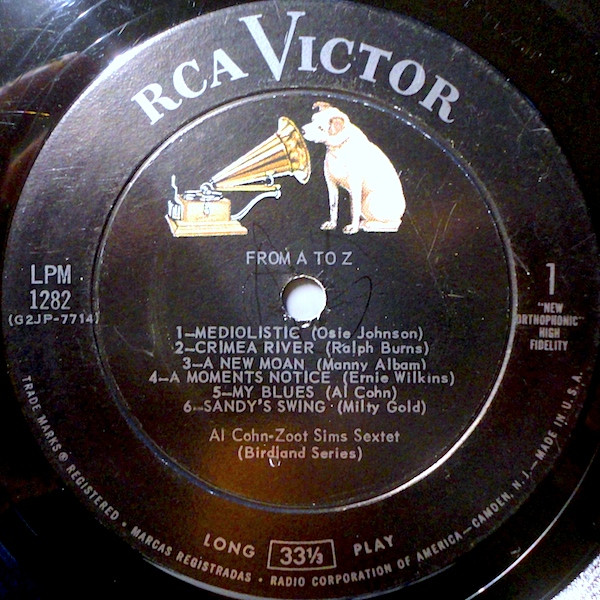 RCA VICTOR
FROM A TO Z
LPM
1282
(G2JP-7714)
1
"NEW
ORTHOPHONIC"
HIGH
FIDELITY
1—MEDIOLISTIC (Osie Johnson)
2—CRIMEA RIVER (Ralph Burns)
3—A NEW MOAN (Manny Albam)
4—A MOMENTS NOTICE (Ernie Wilkins)
5—MY BLUES (Al Cohn)
6—SANDY'S SWING (Milty Gold)
Al Cohn-Zoot Sims Sextet
(Birdland Series)
LONG 33⅓ PLAY
TRADE MARKS ® REGISTERED • MARCAS REGISTRADAS • RADIO CORPORATION OF AMERICA—CAMDEN, N.J.—MADE IN U.S.A.